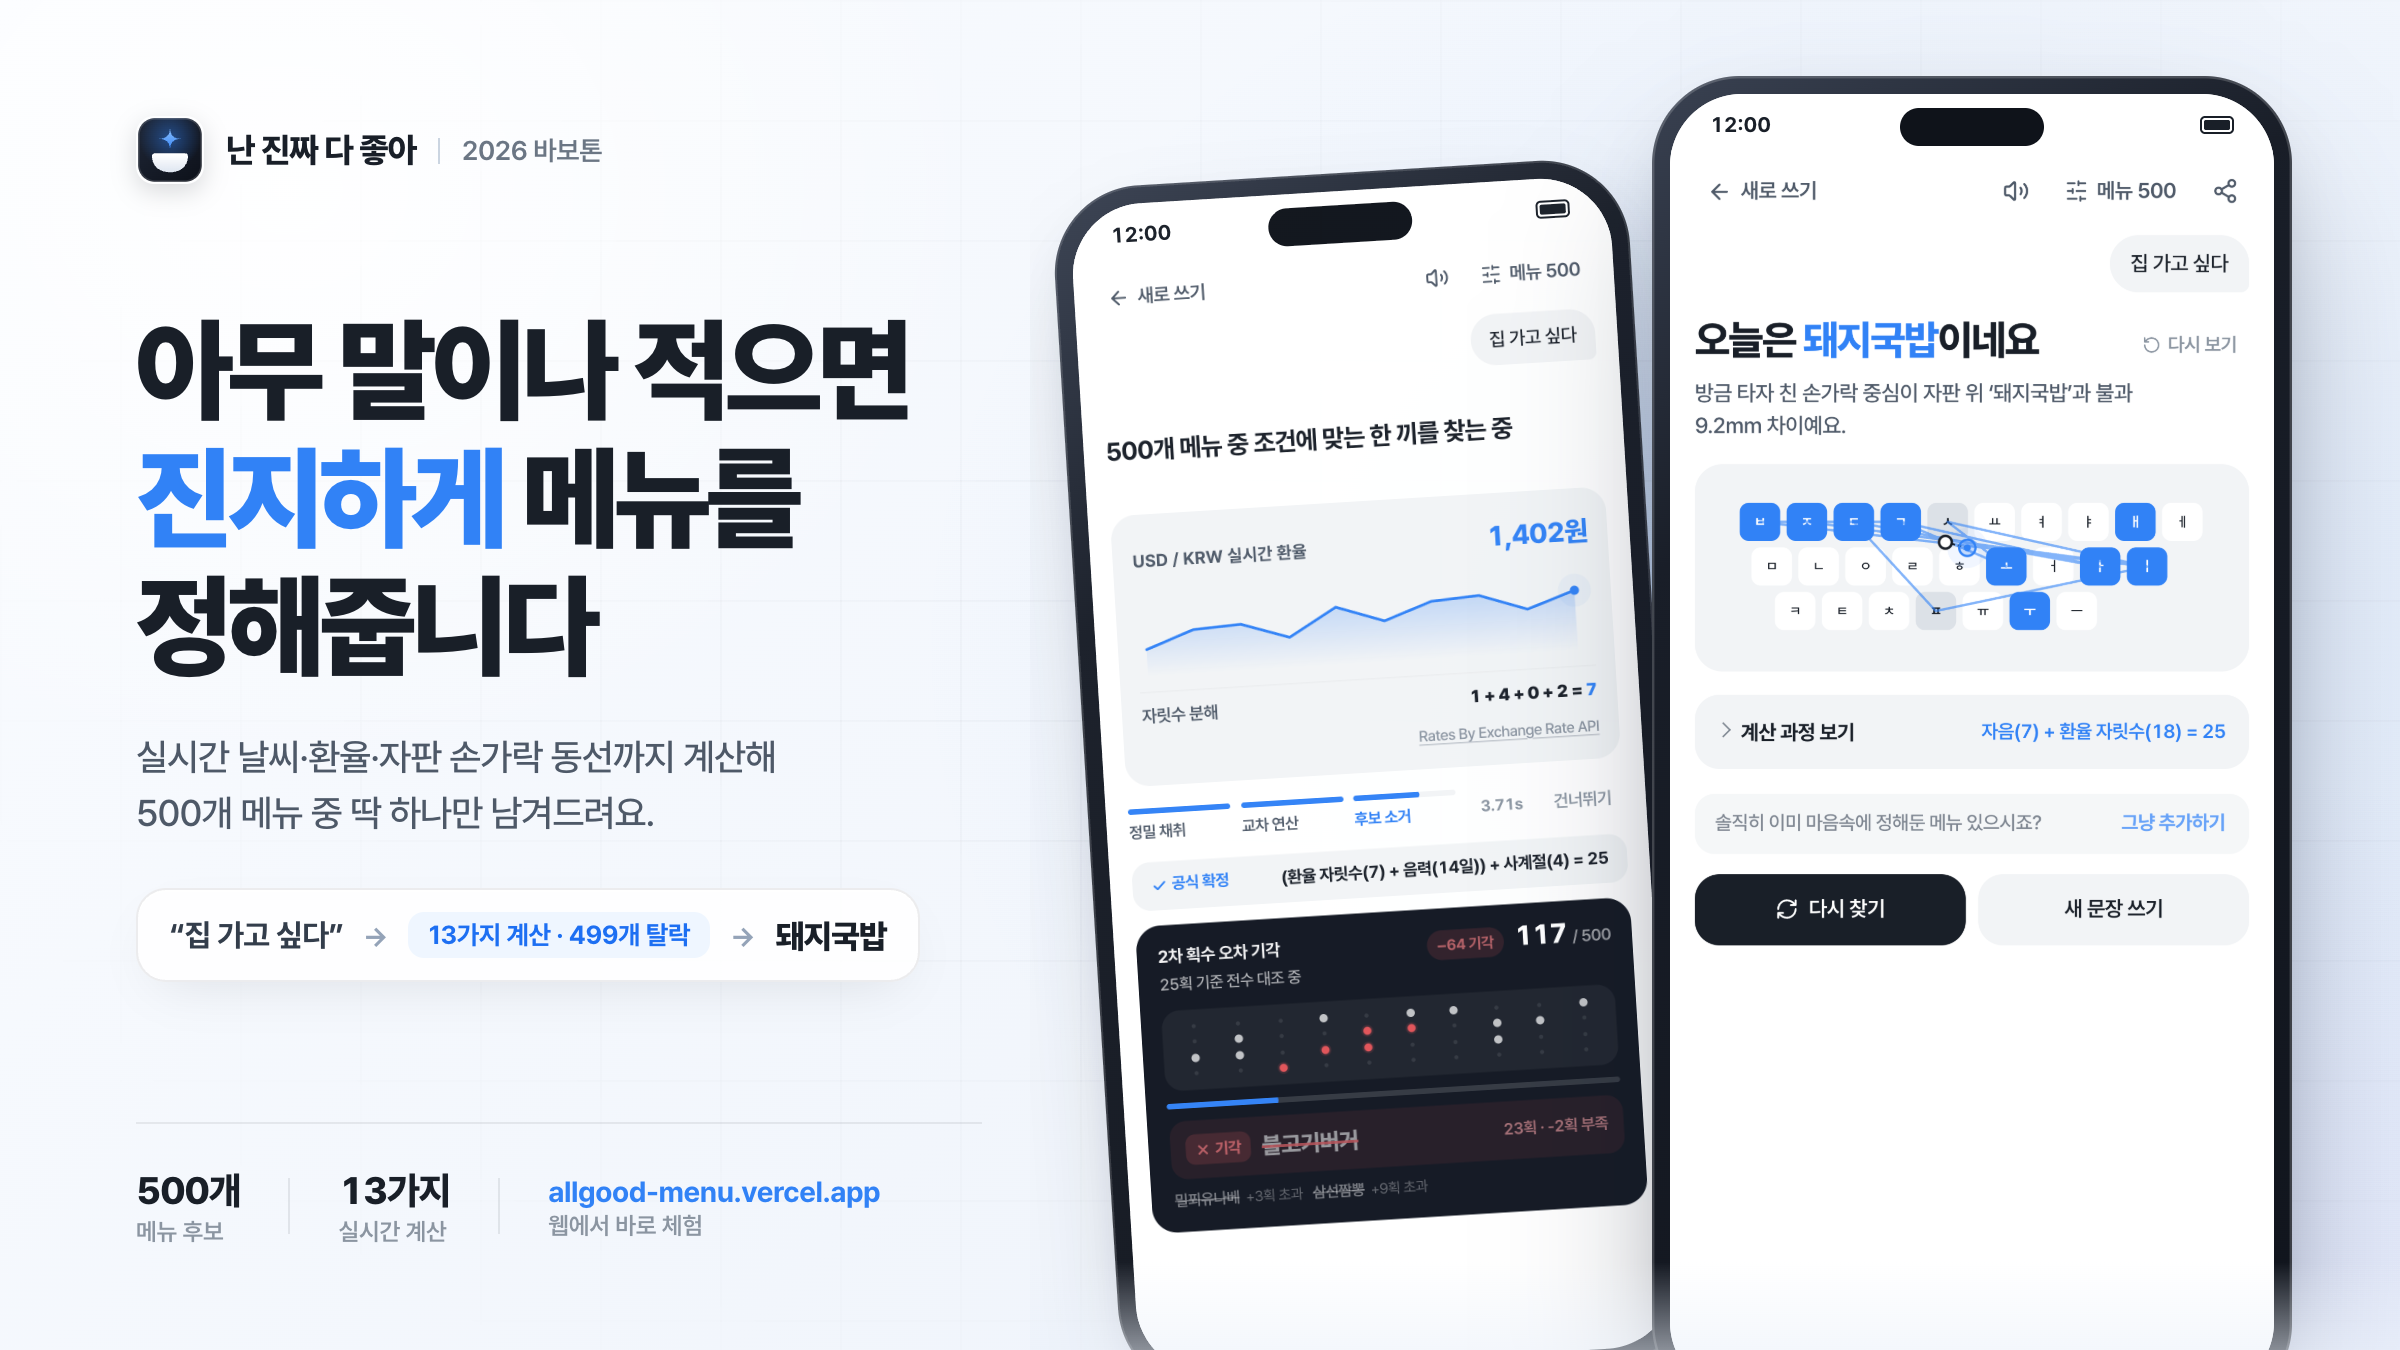 난 진짜 다 좋아
2026 바보톤
아무 말이나 적으면
진지하게 메뉴를
정해줍니다
실시간 날씨·환율·자판 손가락 동선까지 계산해
500개 메뉴 중 딱 하나만 남겨드려요.
“집 가고 싶다” → 13가지 계산 · 499개 탈락 → 돼지국밥
500개
메뉴 후보
13가지
실시간 계산
allgood-menu.vercel.app
웹에서 바로 체험
12:00
← 새로 쓰기
메뉴 500
집 가고 싶다
500개 메뉴 중 조건에 맞는 한 끼를 찾는 중
USD / KRW 실시간 환율
1,402원
자릿수 분해
1 + 4 + 0 + 2 = 7
Rates By Exchange Rate API
정밀 채취
교차 연산
후보 소거
3.71s
건너뛰기
공식 확정
(환율 자릿수(7) + 음력(14일)) + 사계절(4) = 25
2차 획수 오차 기각
−64 기각
117 / 500
25획 기준 전수 대조 중
× 기각
불고기버거
23획 · -2획 부족
밀푀유나베 +3획 초과 삼선짬뽕 +9획 초과
12:00
← 새로 쓰기
메뉴 500
집 가고 싶다
오늘은 돼지국밥이네요
다시 보기
방금 타자 친 손가락 중심이 자판 위 ‘돼지국밥’과 불과
9.2mm 차이예요.
ㅂ ㅈ ㄷ ㄱ ㅅ ㅛ ㅕ ㅑ ㅐ ㅔ
ㅁ ㄴ ㅇ ㄹ ㅎ ㅗ ㅓ ㅏ ㅣ
ㅋ ㅌ ㅊ ㅍ ㅠ ㅜ ㅡ
계산 과정 보기
자음(7) + 환율 자릿수(18) = 25
솔직히 이미 마음속에 정해둔 메뉴 있으시죠?
그냥 추가하기
다시 찾기
새 문장 쓰기